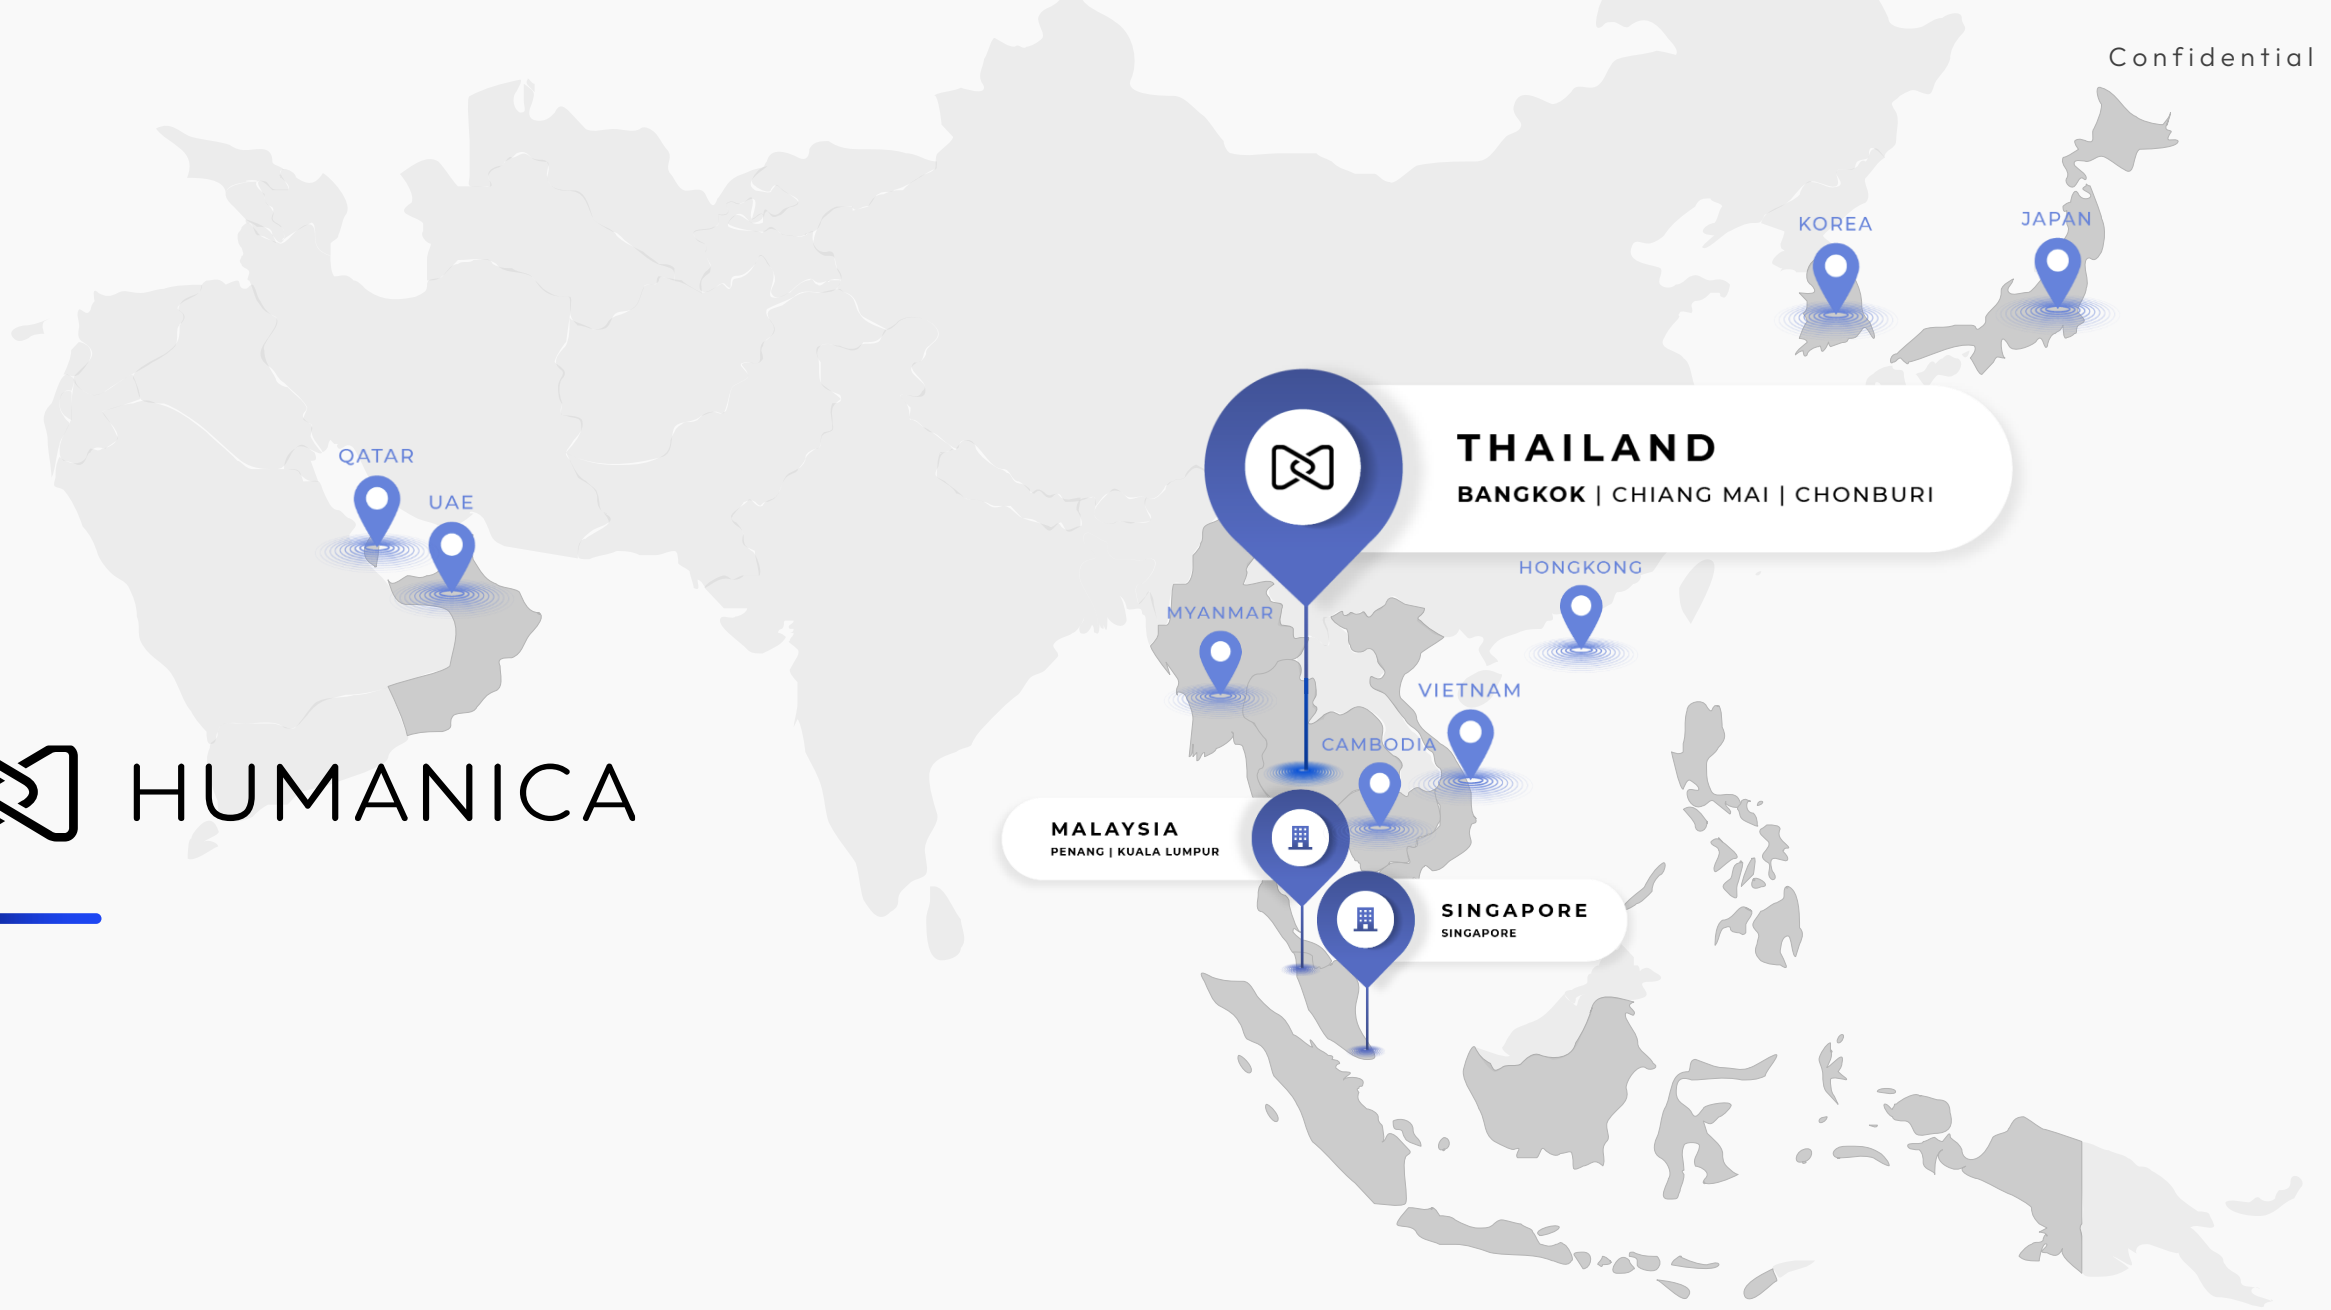 Confidential
KOREA
JAPAN
THAILAND
BANGKOK | CHIANG MAI | CHONBURI
QATAR
UAE
HONGKONG
MYANMAR
VIETNAM
CAMBODIA
HUMANICA
MALAYSIA
PENANG | KUALA LUMPUR
SINGAPORE
SINGAPORE